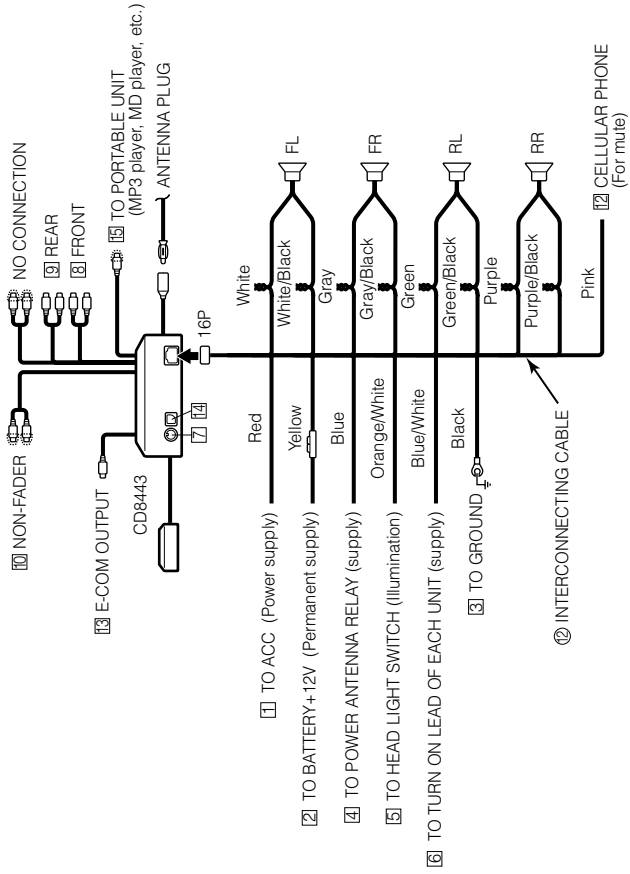 10 NON-FADER
NO CONNECTION
9 REAR
8 FRONT
15 TO PORTABLE UNIT
(MP3 player, MD player, etc.)
ANTENNA PLUG
13 E-COM OUTPUT
CD8443
7
14
16P
1 TO ACC (Power supply)
Red
White
White/Black
FL
2 TO BATTERY+12V (Permanent supply)
Yellow
Gray
Gray/Black
FR
4 TO POWER ANTENNA RELAY (supply)
Blue
5 TO HEAD LIGHT SWITCH (Illumination)
Orange/White
Green
Green/Black
RL
6 TO TURN ON LEAD OF EACH UNIT (supply)
Blue/White
3 TO GROUND
Black
Purple
Purple/Black
RR
Pink
12 CELLULAR PHONE
(For mute)
⑫ INTERCONNECTING CABLE